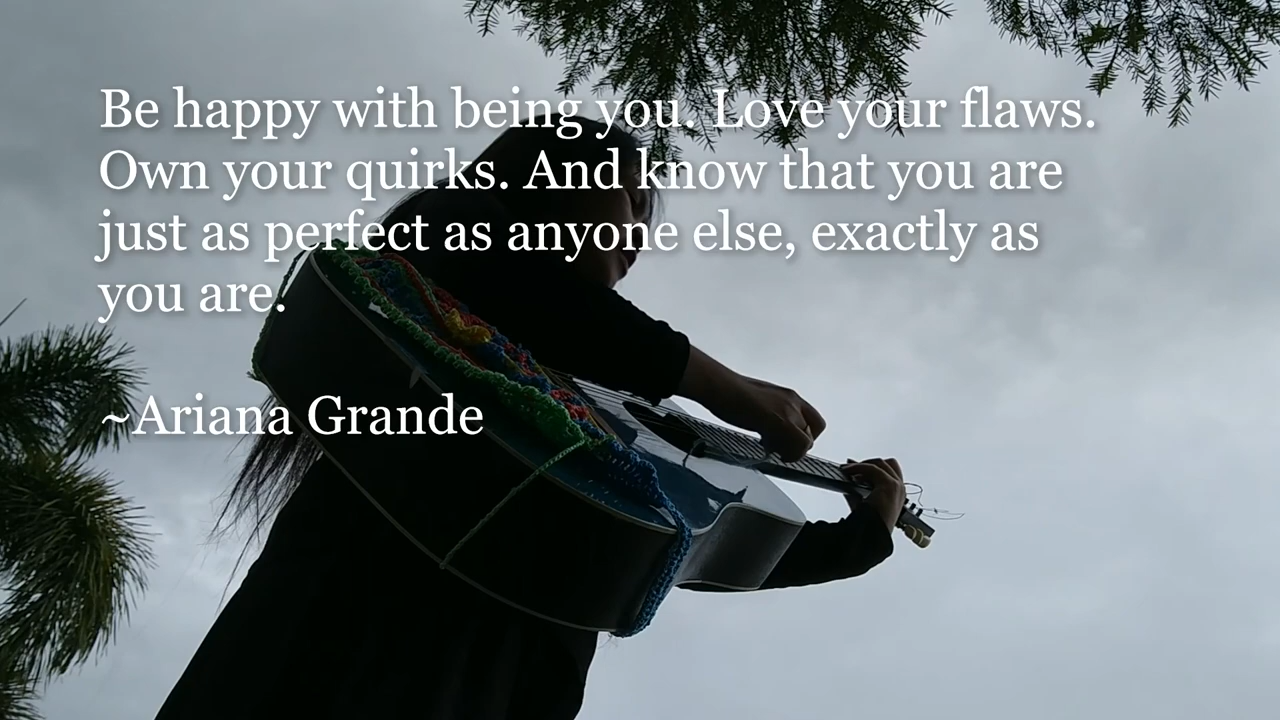 Be happy with being you. Love your flaws.
Own your quirks. And know that you are
just as perfect as anyone else, exactly as
you are.
~Ariana Grande